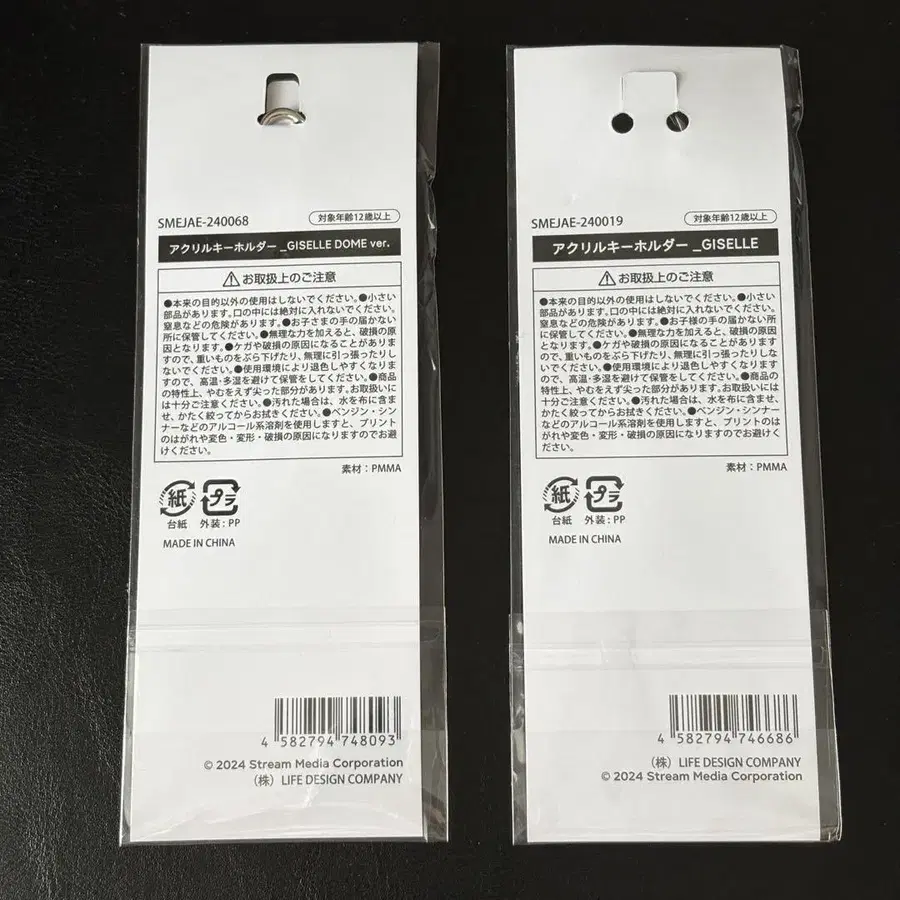 SMEJAE-240068
対象年齢12歳以上
アクリルキーホルダー _GISELLE DOME ver.
⚠お取扱上のご注意
●本来の目的以外の使用はしないでください。●小さい
部品があります。口の中には絶対に入れないでください。
窒息などの危険があります。●お子さまの手の届かない
所に保管してください。●無理な力を加えると、破損の原
因となります。●ケガや破損の原因になることがあります
ので、重いものをぶら下げたり、無理に引っ張ったりし
ないでください。●使用環境により退色しやすくなりま
すので、高温・多湿を避けて保管をしてください。●商品
の特性上、やむをえず尖った部分があります。お取扱いに
は十分ご注意ください。●汚れた場合は、水を布に含ま
せ、かたく絞ってからお拭きください。●ベンジン・シン
ナーなどのアルコール系溶剤を使用しますと、プリント
のはがれや変色・変形・破損の原因になりますのでお避
けください。
素材：PMMA
紙
プラ
台紙
外装：PP
MADE IN CHINA
4 582794 748093
© 2024 Stream Media Corporation
（株） LIFE DESIGN COMPANY
SMEJAE-240019
対象年齢12歳以上
アクリルキーホルダー _GISELLE
⚠お取扱上のご注意
●本来の目的以外の使用はしないでください。●小さい
部品があります。口の中には絶対に入れないでください。
窒息などの危険があります。●お子様の手の届かない所
に保管してください。●無理な力を加えると、破損の原因
となります。●ケガや破損の原因になることがあります
ので、重いものをぶら下げたり、無理に引っ張ったりしな
いでください。●使用環境により退色しやすくなりますの
で、高温・多湿を避けて保管をしてください。●商品の特
性上、やむをえず尖った部分があります。お取扱いには十
分ご注意ください。●汚れた場合は、水を布に含ませ、か
たく絞ってからお拭きください。●ベンジン・シンナー
などのアルコール系溶剤を使用しますと、プリントのは
がれや変色・変形・破損の原因になりますのでお避けく
ださい。
素材：PMMA
紙
プラ
台紙
外装：PP
MADE IN CHINA
4 582794 746686
（株） LIFE DESIGN COMPANY
© 2024 Stream Media Corporation